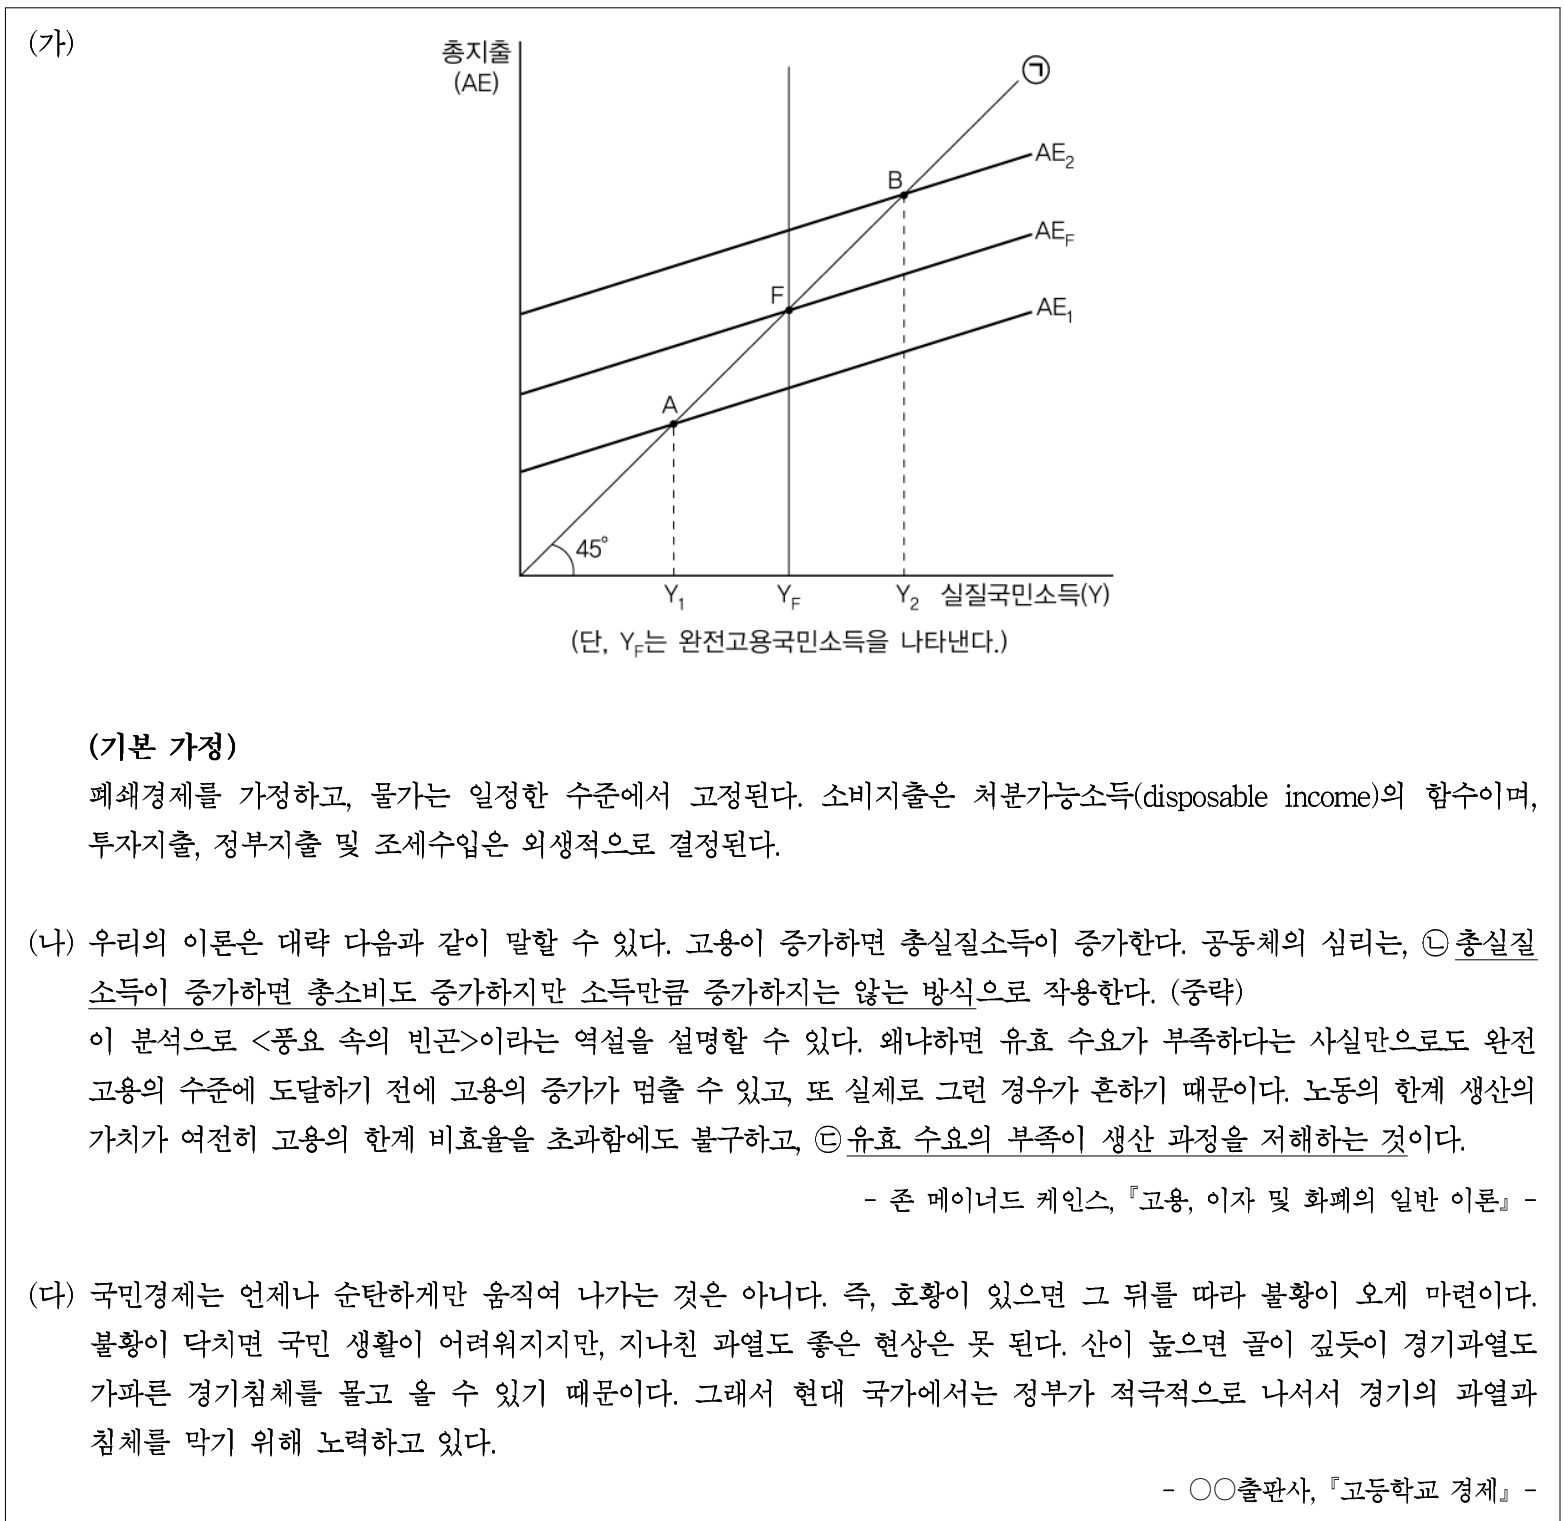 (가)
총지출
(AE)
㉠
AE₂
B
AE_F
F
AE₁
A
45°
Y₁ Y_F Y₂ 실질국민소득(Y)
(단, Y_F는 완전고용국민소득을 나타낸다.)
(기본 가정)
폐쇄경제를 가정하고, 물가는 일정한 수준에서 고정된다. 소비지출은 처분가능소득(disposable income)의 함수이며,
투자지출, 정부지출 및 조세수입은 외생적으로 결정된다.
(나) 우리의 이론은 대략 다음과 같이 말할 수 있다. 고용이 증가하면 총실질소득이 증가한다. 공동체의 심리는, ㉡총실질
소득이 증가하면 총소비도 증가하지만 소득만큼 증가하지는 않는 방식으로 작용한다. (중략)
이 분석으로 <풍요 속의 빈곤>이라는 역설을 설명할 수 있다. 왜냐하면 유효 수요가 부족하다는 사실만으로도 완전
고용의 수준에 도달하기 전에 고용의 증가가 멈출 수 있고, 또 실제로 그런 경우가 흔하기 때문이다. 노동의 한계 생산의
가치가 여전히 고용의 한계 비효율을 초과함에도 불구하고, ㉢유효 수요의 부족이 생산 과정을 저해하는 것이다.
- 존 메이너드 케인스, 『고용, 이자 및 화폐의 일반 이론』 -
(다) 국민경제는 언제나 순탄하게만 움직여 나가는 것은 아니다. 즉, 호황이 있으면 그 뒤를 따라 불황이 오게 마련이다.
불황이 닥치면 국민 생활이 어려워지지만, 지나친 과열도 좋은 현상은 못 된다. 산이 높으면 골이 깊듯이 경기과열도
가파른 경기침체를 몰고 올 수 있기 때문이다. 그래서 현대 국가에서는 정부가 적극적으로 나서서 경기의 과열과
침체를 막기 위해 노력하고 있다.
- ○○출판사, 『고등학교 경제』 -